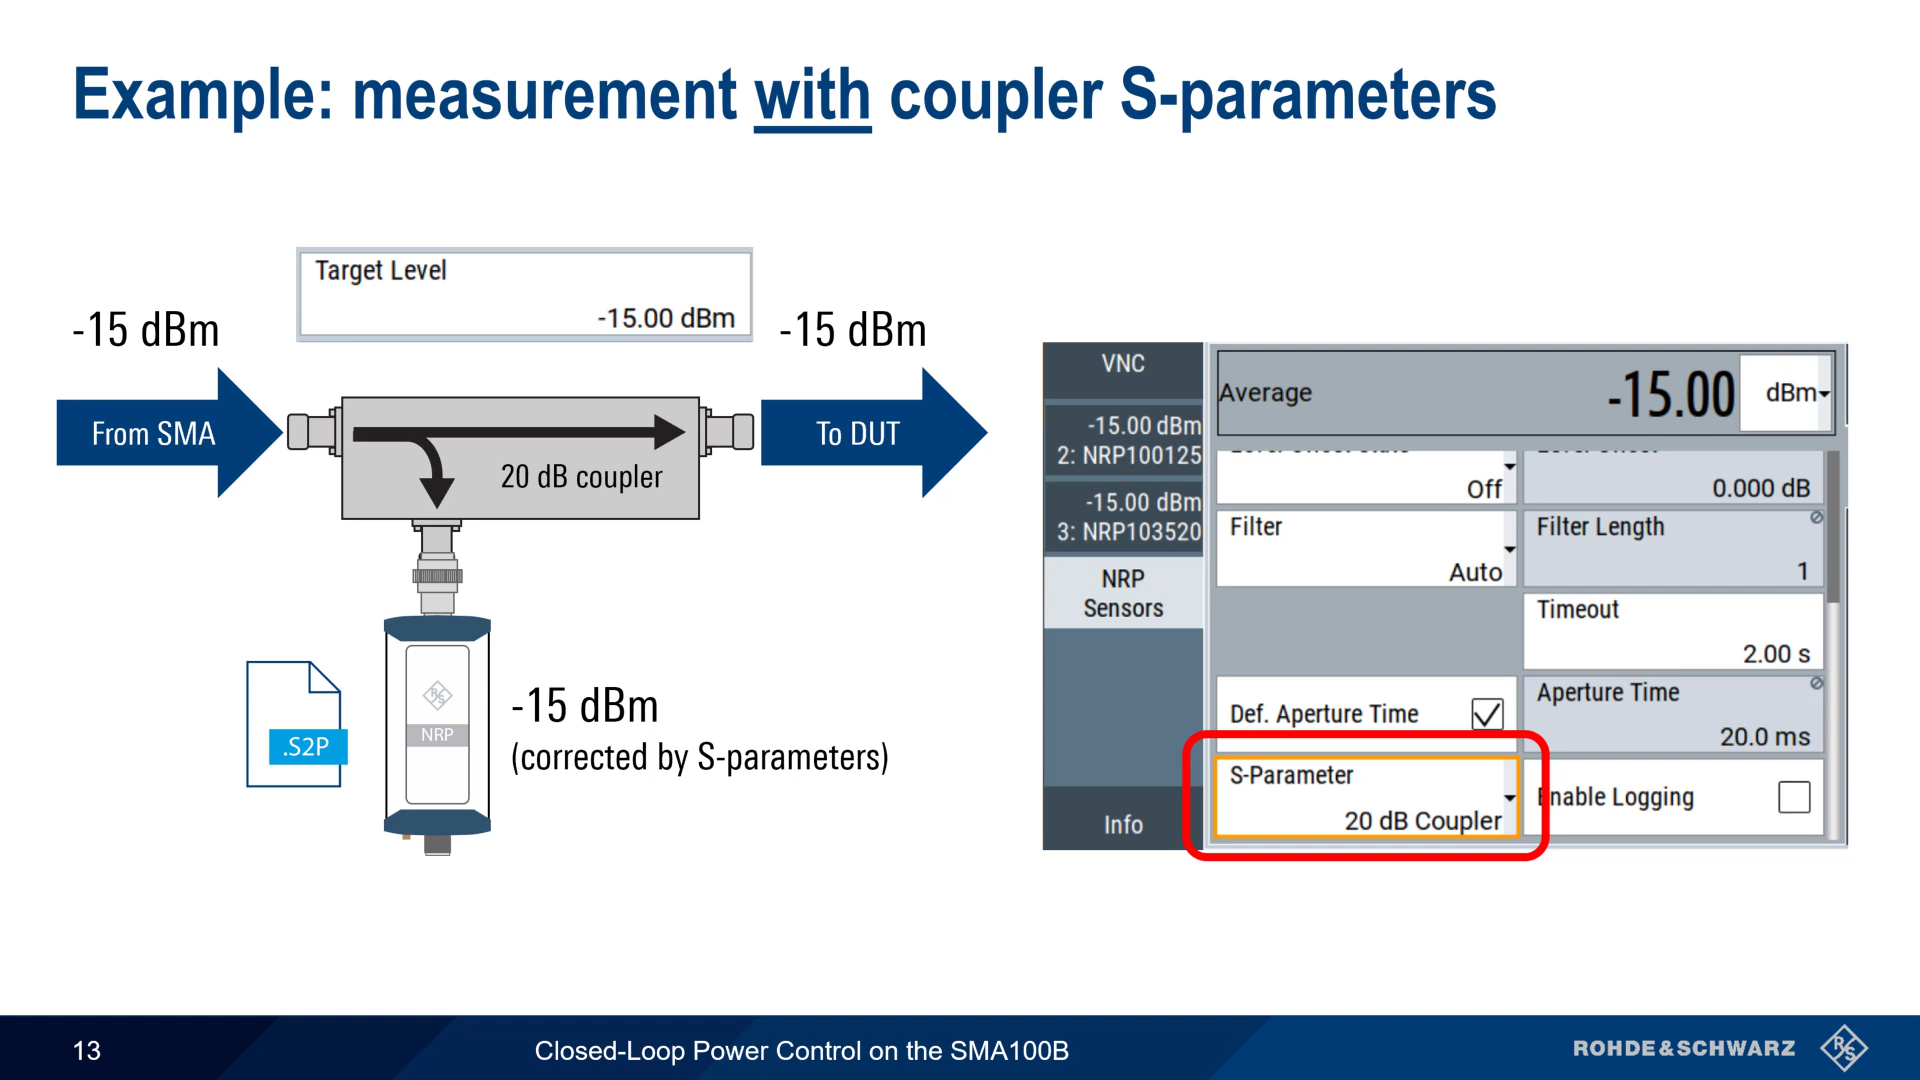 Example: measurement with coupler S-parameters
Target Level
-15.00 dBm
-15 dBm
-15 dBm
From SMA
To DUT
20 dB coupler
.S2P
NRP
-15 dBm
(corrected by S-parameters)
VNC
-15.00 dBm
2: NRP100125
-15.00 dBm
3: NRP103520
NRP
Sensors
Info
Average
-15.00
dBm
Off
0.000 dB
Filter
Auto
Filter Length
1
Timeout
2.00 s
Def. Aperture Time
Aperture Time
20.0 ms
S-Parameter
20 dB Coupler
Enable Logging
13
Closed-Loop Power Control on the SMA100B
ROHDE&SCHWARZ